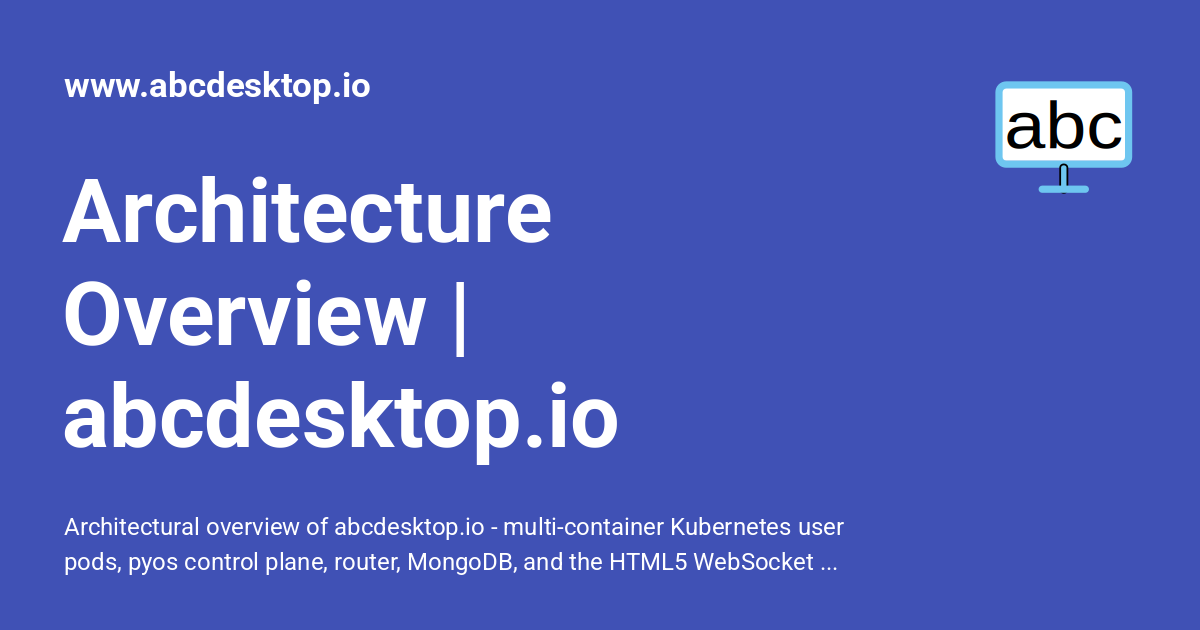 www.abcdesktop.io
abc
Architecture
Overview |
abcdesktop.io
Architectural overview of abcdesktop.io - multi-container Kubernetes user
pods, pyos control plane, router, MongoDB, and the HTML5 WebSocket ...